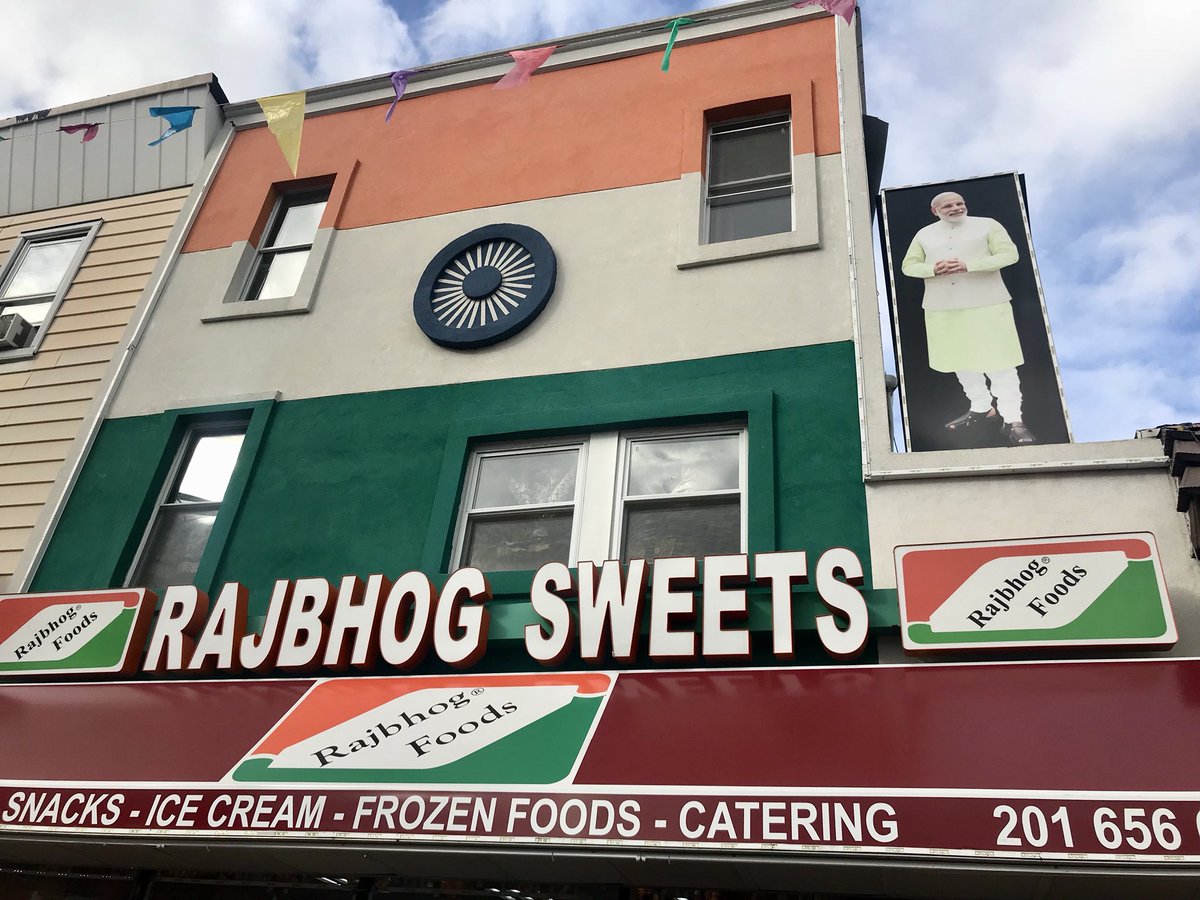 RAJBHOG SWEETS
Rajbhog®
Foods
Rajbhog®
Foods
Rajbhog®
Foods
SNACKS - ICE CREAM - FROZEN FOODS - CATERING
201 656